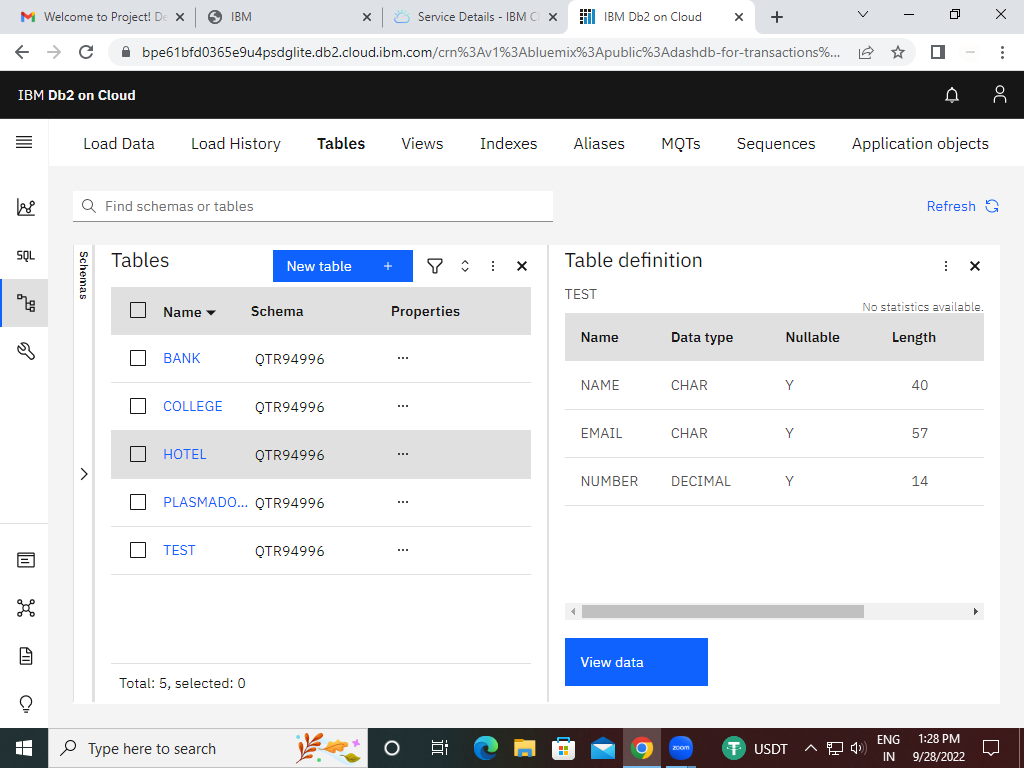 Welcome to Project! De
IBM
Service Details - IBM Cl
IBM Db2 on Cloud
bpe61bfd0365e9u4psdglite.db2.cloud.ibm.com/crn%3Av1%3Abluemix%3Apublic%3Adashdb-for-transactions%...
IBM Db2 on Cloud
Load Data Load History Tables Views Indexes Aliases MQTs Sequences Application objects
Find schemas or tables
Refresh
SQL
Schemas
Tables
New table +
Name Schema Properties
BANK QTR94996 ...
COLLEGE QTR94996 ...
HOTEL QTR94996 ...
PLASMADO... QTR94996 ...
TEST QTR94996 ...
Total: 5, selected: 0
Table definition
TEST
No statistics available.
Name Data type Nullable Length
NAME CHAR Y 40
EMAIL CHAR Y 57
NUMBER DECIMAL Y 14
View data
Type here to search
zoom
USDT
ENG
IN
1:28 PM
9/28/2022